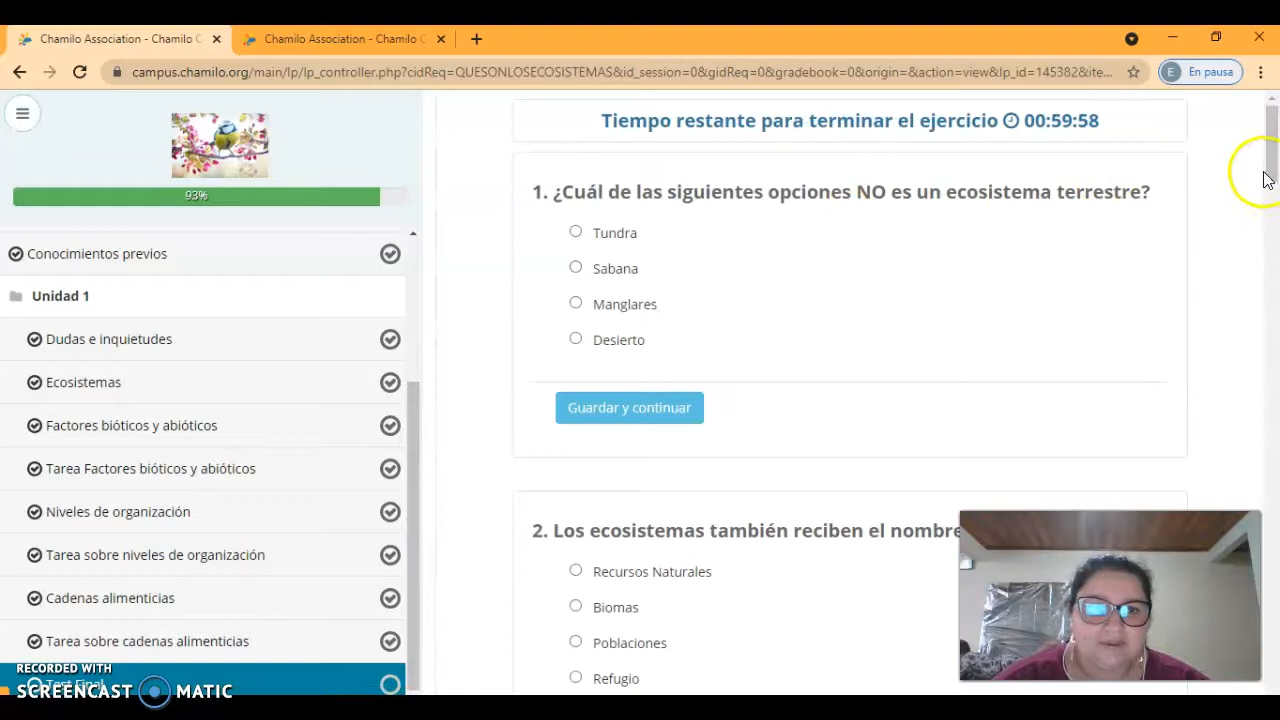 Chamilo Association - Chamilo C
Chamilo Association - Chamilo C
campus.chamilo.org/main/lp/lp_controller.php?cidReq=QUESONLOSECOSISTEMAS&id_session=0&gidReq=0&gradebook=0&origin=&action=view&lp_id=145382&ite...
E En pausa
93%
Conocimientos previos
Unidad 1
Dudas e inquietudes
Ecosistemas
Factores bióticos y abióticos
Tarea Factores bióticos y abióticos
Niveles de organización
Tarea sobre niveles de organización
Cadenas alimenticias
Tarea sobre cadenas alimenticias
Test Final
RECORDED WITH
SCREENCAST MATIC
Tiempo restante para terminar el ejercicio 00:59:58
1. ¿Cuál de las siguientes opciones NO es un ecosistema terrestre?
Tundra
Sabana
Manglares
Desierto
Guardar y continuar
2. Los ecosistemas también reciben el nombre
Recursos Naturales
Biomas
Poblaciones
Refugio